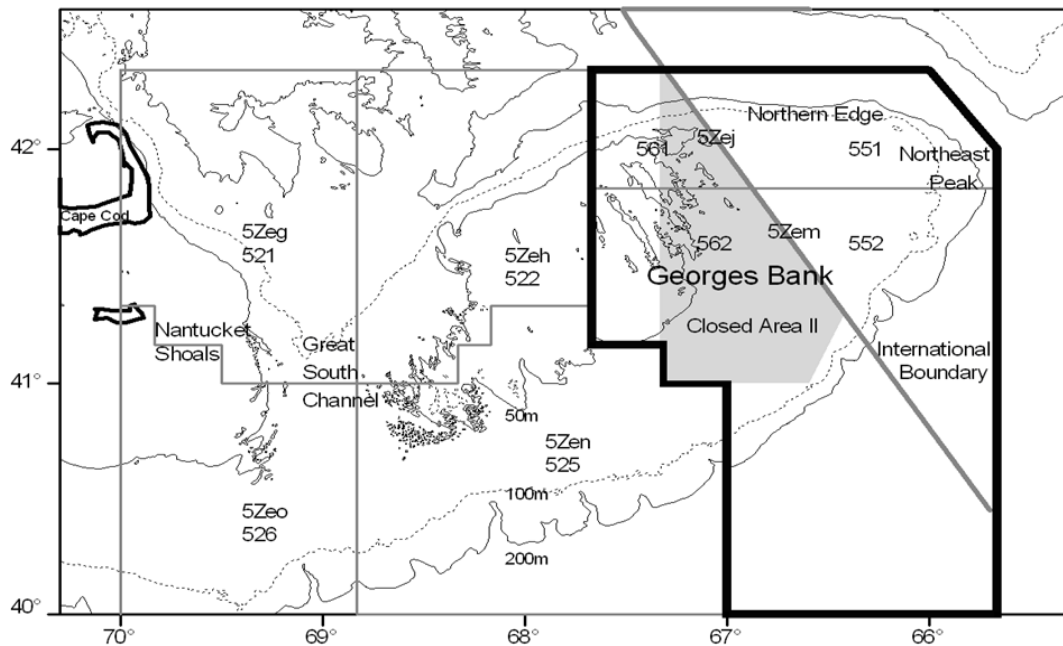 Northern Edge
42°
561
5Zej
551
Northeast
Peak
Cape Cod
5Zeg
521
5Zeh
522
562
5Zem
552
Georges Bank
Nantucket
Shoals
Great
South
Channel
Closed Area II
International
Boundary
41°
50m
5Zen
525
100m
5Zeo
526
200m
40°
70°
69°
68°
67°
66°